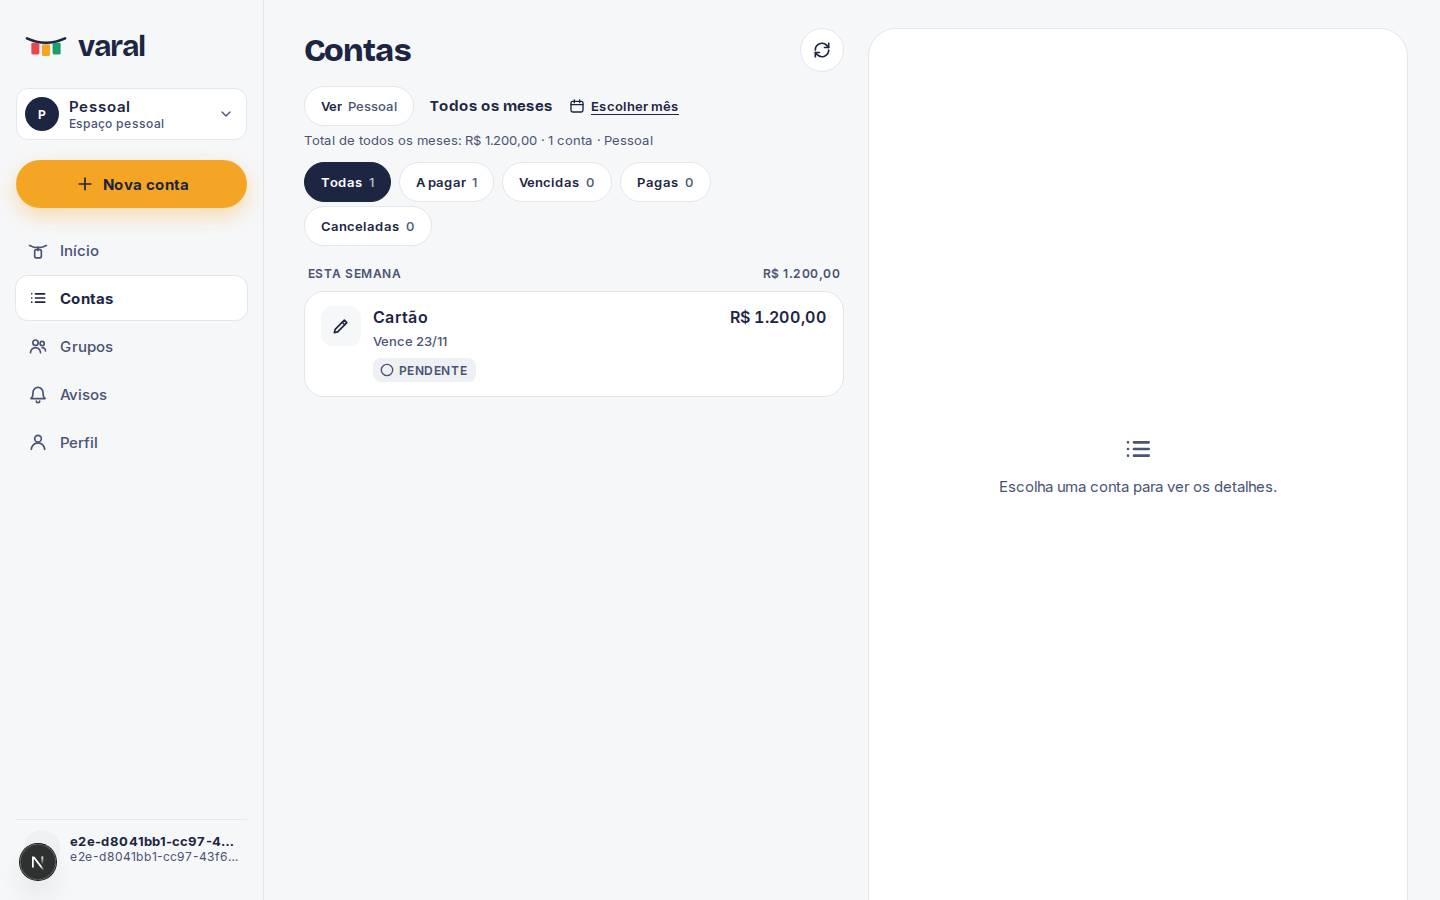 varal
P
Pessoal
Espaço pessoal
Nova conta
Início
Contas
Grupos
Avisos
Perfil
e2e-d8041bb1-cc97-4...
e2e-d8041bb1-cc97-43f6...
N
Contas
Ver Pessoal
Todos os meses
Escolher mês
Total de todos os meses: R$ 1.200,00 · 1 conta · Pessoal
Todas 1
A pagar 1
Vencidas 0
Pagas 0
Canceladas 0
ESTA SEMANA
R$ 1.200,00
Cartão
R$ 1.200,00
Vence 23/11
PENDENTE
Escolha uma conta para ver os detalhes.